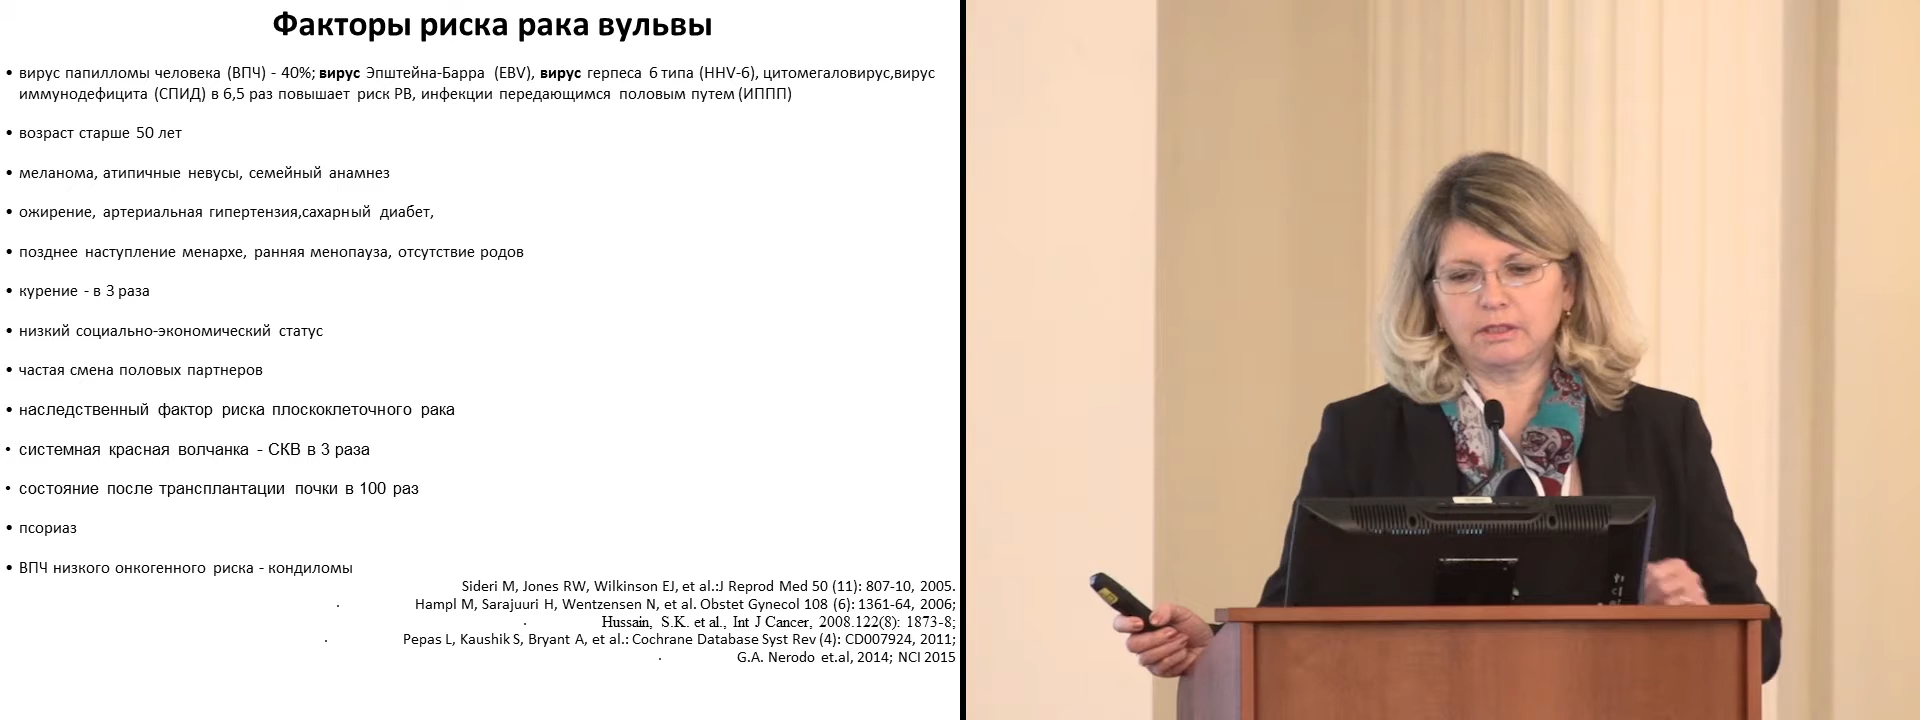 Факторы риска рака вульвы
• вирус папилломы человека (ВПЧ) - 40%; вирус Эпштейна-Барра (EBV), вирус герпеса 6 типа (HHV-6), цитомегаловирус,вирус
иммунодефицита (СПИД) в 6,5 раз повышает риск РВ, инфекции передающимся половым путем (ИППП)
• возраст старше 50 лет
• меланома, атипичные невусы, семейный анамнез
• ожирение, артериальная гипертензия,сахарный диабет,
• позднее наступление менархе, ранняя менопауза, отсутствие родов
• курение - в 3 раза
• низкий социально-экономический статус
• частая смена половых партнеров
• наследственный фактор риска плоскоклеточного рака
• системная красная волчанка - СКВ в 3 раза
• состояние после трансплантации почки в 100 раз
• псориаз
• ВПЧ низкого онкогенного риска - кондиломы
Sideri M, Jones RW, Wilkinson EJ, et al.:J Reprod Med 50 (11): 807-10, 2005.
Hampl M, Sarajuuri H, Wentzensen N, et al. Obstet Gynecol 108 (6): 1361-64, 2006;
Hussain, S.K. et al., Int J Cancer, 2008.122(8): 1873-8;
Pepas L, Kaushik S, Bryant A, et al.: Cochrane Database Syst Rev (4): CD007924, 2011;
G.A. Nerodo et.al, 2014; NCI 2015